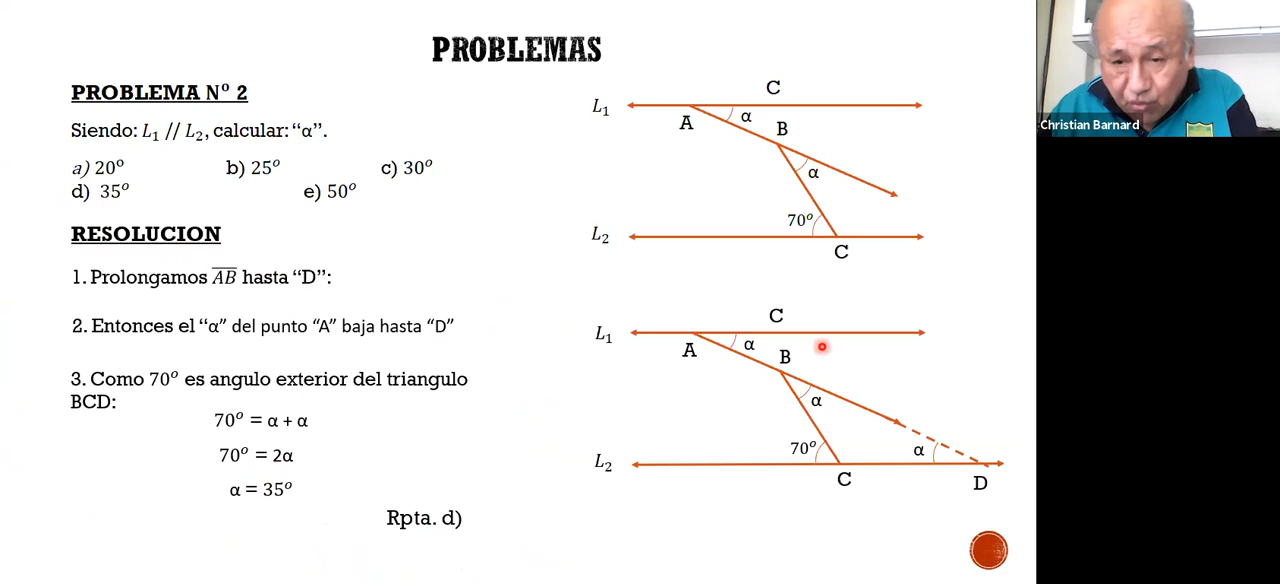 PROBLEMAS
PROBLEMA Nº 2
Siendo: L₁ // L₂, calcular: “α”.
a) 20º b) 25º c) 30º
d) 35º e) 50º
RESOLUCION
1. Prolongamos A͞B͞ hasta “D”:
2. Entonces el “α” del punto “A” baja hasta “D”
3. Como 70º es angulo exterior del triangulo
BCD:
70º = α + α
70º = 2α
α = 35º
Rpta. d)
C
L₁
A
α
B
α
70º
L₂
C
C
L₁
A
α
B
α
70º
α
L₂
C
D
Christian Barnard